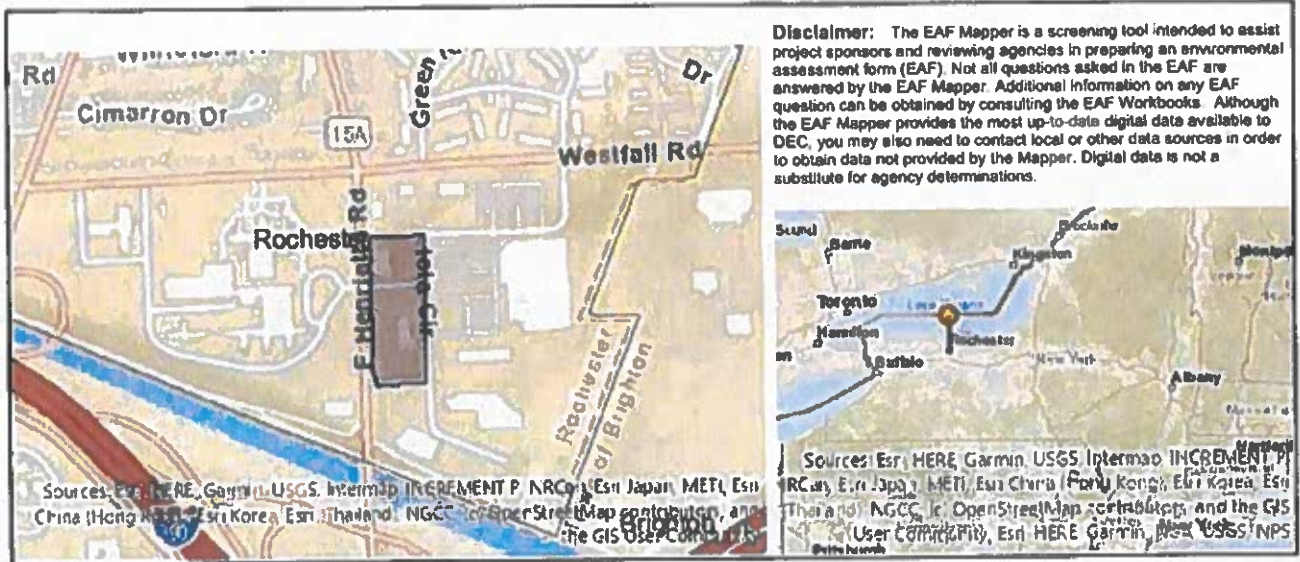 Disclaimer: The EAF Mapper is a screening tool intended to assist
project sponsors and reviewing agencies in preparing an environmental
assessment form (EAF). Not all questions asked in the EAF are
answered by the EAF Mapper. Additional information on any EAF
question can be obtained by consulting the EAF Workbooks. Although
the EAF Mapper provides the most up-to-date digital data available to
DEC, you may also need to contact local or other data sources in order
to obtain data not provided by the Mapper. Digital data is not a
substitute for agency determinations.
Rd
Cimarron Dr
15A
Dr
Westfall Rd
Rochester
E Henrietta Rd
Cir
Rochester
of Brighton
Sources: Esri, HERE, Garmin, USGS, Intermap, INCREMENT P, NRCan, Esri Japan, METI, Esri
China (Hong Kong), Esri Korea, Esri (Thailand), NGCC, (c) OpenStreetMap contributors, and
the GIS User Community
Brighton
Barrie
Brockville
Kingston
Toronto
Hamilton
Rochester
Buffalo
New York
Albany
Sources: Esri, HERE, Garmin, USGS, Intermap, INCREMENT P,
NRCan, Esri Japan, METI, Esri China (Hong Kong), Esri Korea, Esri
(Thailand), NGCC, (c) OpenStreetMap contributors, and the GIS
User Community, Esri, HERE, Garmin, USGS, NPS